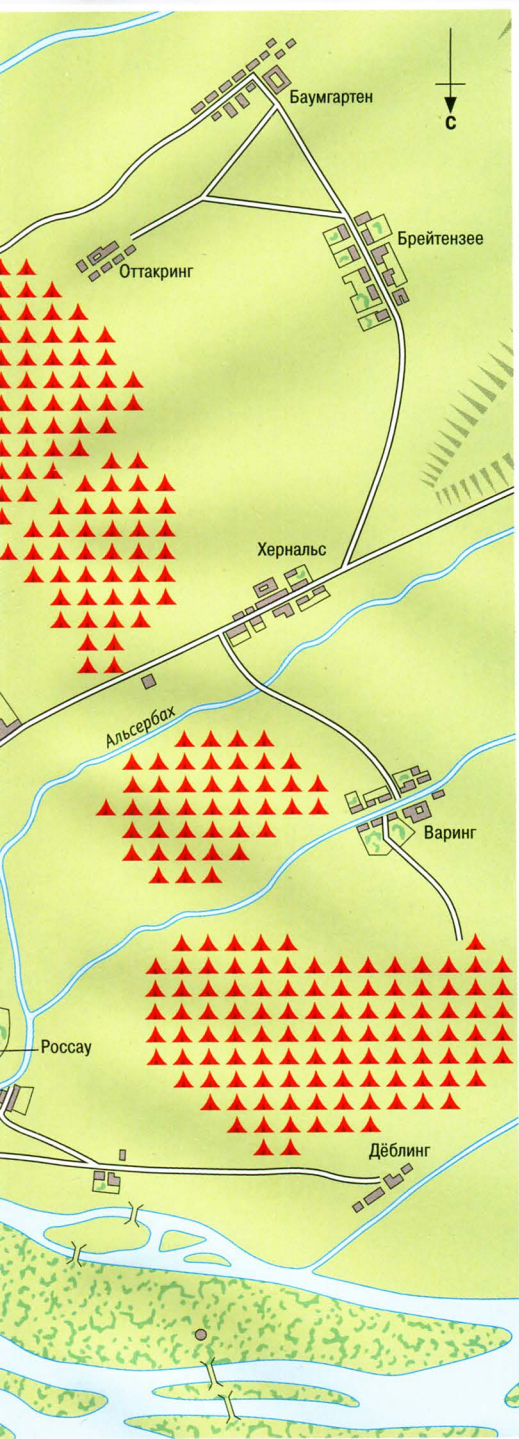 Баумгартен
С
Брейтензее
Оттакринг
Хернальс
Альсербах
Варинг
Россау
Дёблинг